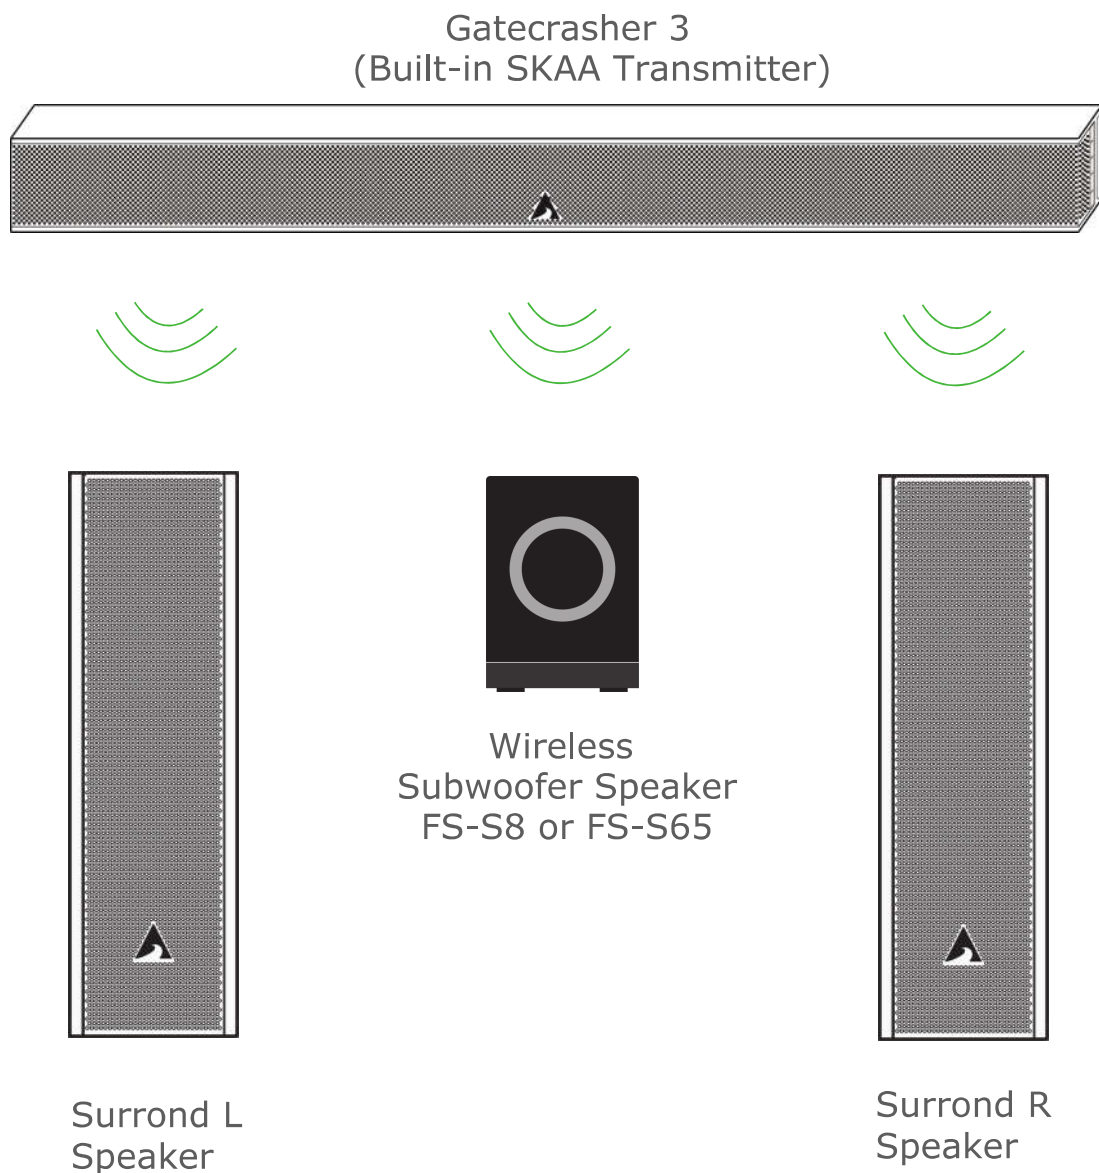 Gatecrasher 3
(Built-in SKAA Transmitter)
Wireless
Subwoofer Speaker
FS-S8 or FS-S65
Surrond L
Speaker
Surrond R
Speaker